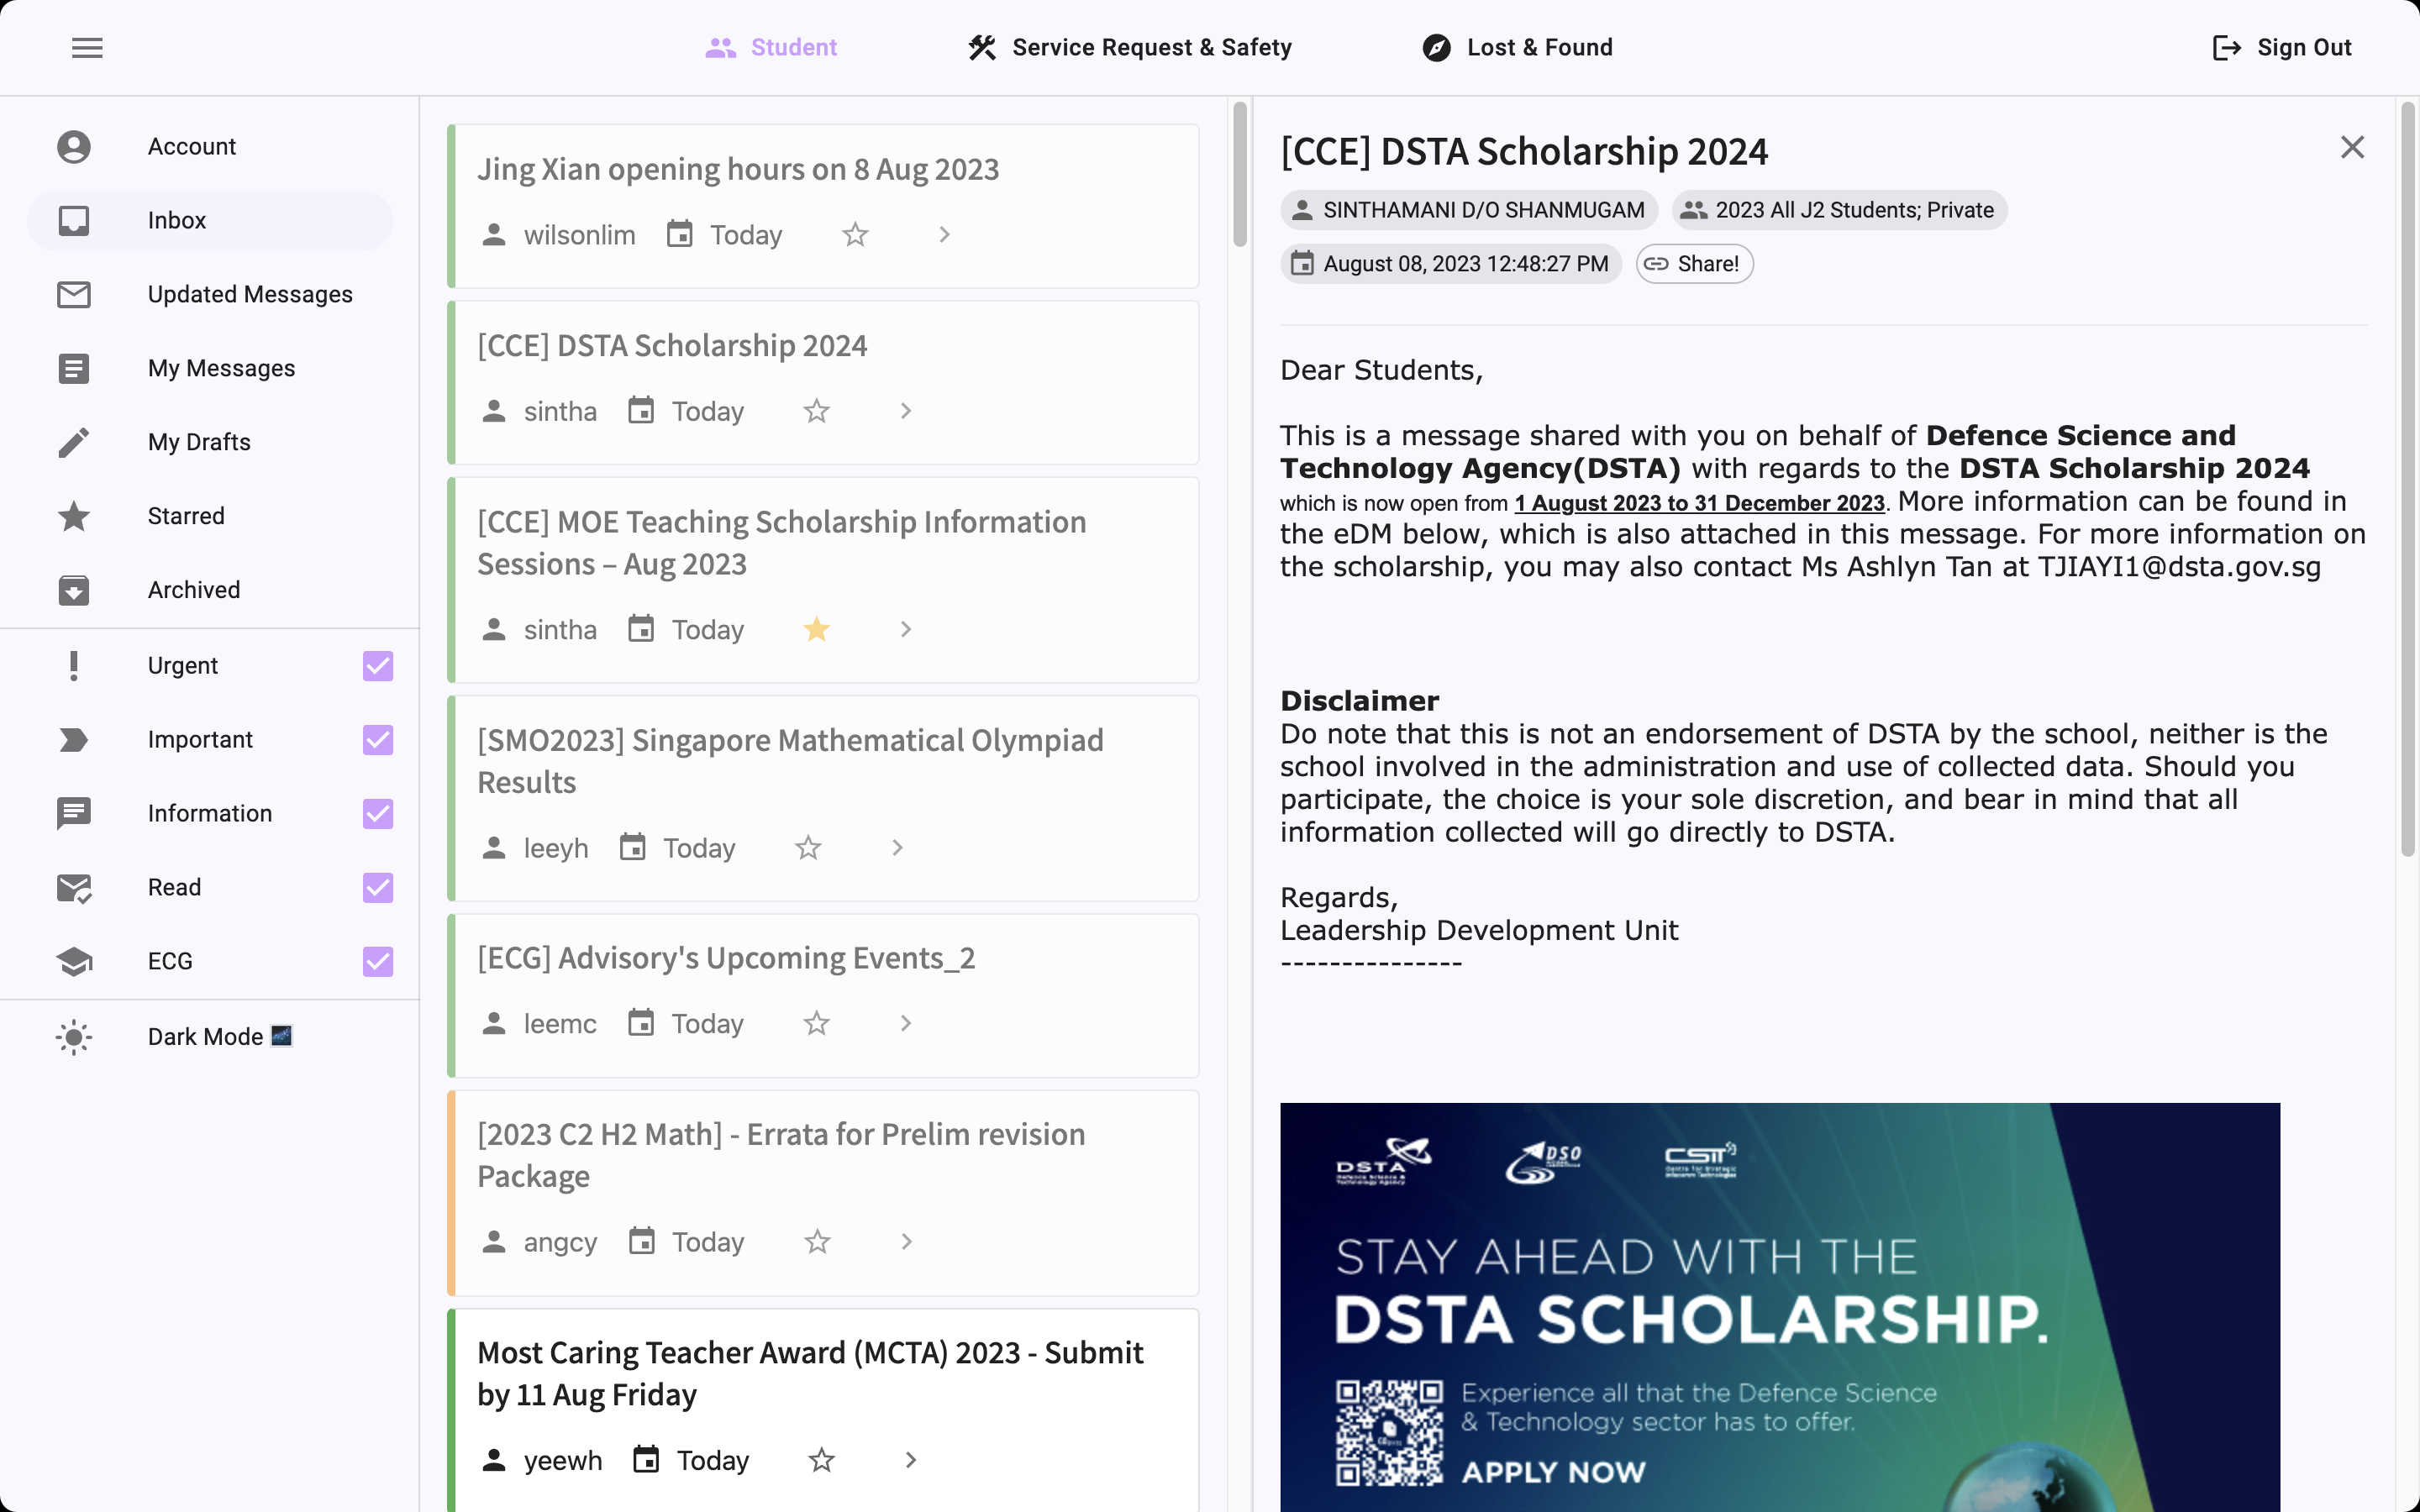 Student
Service Request & Safety
Lost & Found
Sign Out
Account
Inbox
Updated Messages
My Messages
My Drafts
Starred
Archived
Urgent
Important
Information
Read
ECG
Dark Mode
Jing Xian opening hours on 8 Aug 2023
wilsonlim Today
[CCE] DSTA Scholarship 2024
sintha Today
[CCE] MOE Teaching Scholarship Information
Sessions – Aug 2023
sintha Today
[SMO2023] Singapore Mathematical Olympiad
Results
leeyh Today
[ECG] Advisory's Upcoming Events_2
leemc Today
[2023 C2 H2 Math] - Errata for Prelim revision
Package
angcy Today
Most Caring Teacher Award (MCTA) 2023 - Submit
by 11 Aug Friday
yeewh Today
[CCE] DSTA Scholarship 2024
SINTHAMANI D/O SHANMUGAM 2023 All J2 Students; Private
August 08, 2023 12:48:27 PM Share!
Dear Students,
This is a message shared with you on behalf of Defence Science and
Technology Agency(DSTA) with regards to the DSTA Scholarship 2024
which is now open from 1 August 2023 to 31 December 2023. More information can be found in
the eDM below, which is also attached in this message. For more information on
the scholarship, you may also contact Ms Ashlyn Tan at TJIAYI1@dsta.gov.sg
Disclaimer
Do note that this is not an endorsement of DSTA by the school, neither is the
school involved in the administration and use of collected data. Should you
participate, the choice is your sole discretion, and bear in mind that all
information collected will go directly to DSTA.
Regards,
Leadership Development Unit
---------------
DSTA
Defence Science &
Technology Agency
DSO
CSIT
Centre for Strategic
Infocomm Technologies
STAY AHEAD WITH THE
DSTA SCHOLARSHIP.
Experience all that the Defence Science
& Technology sector has to offer.
APPLY NOW